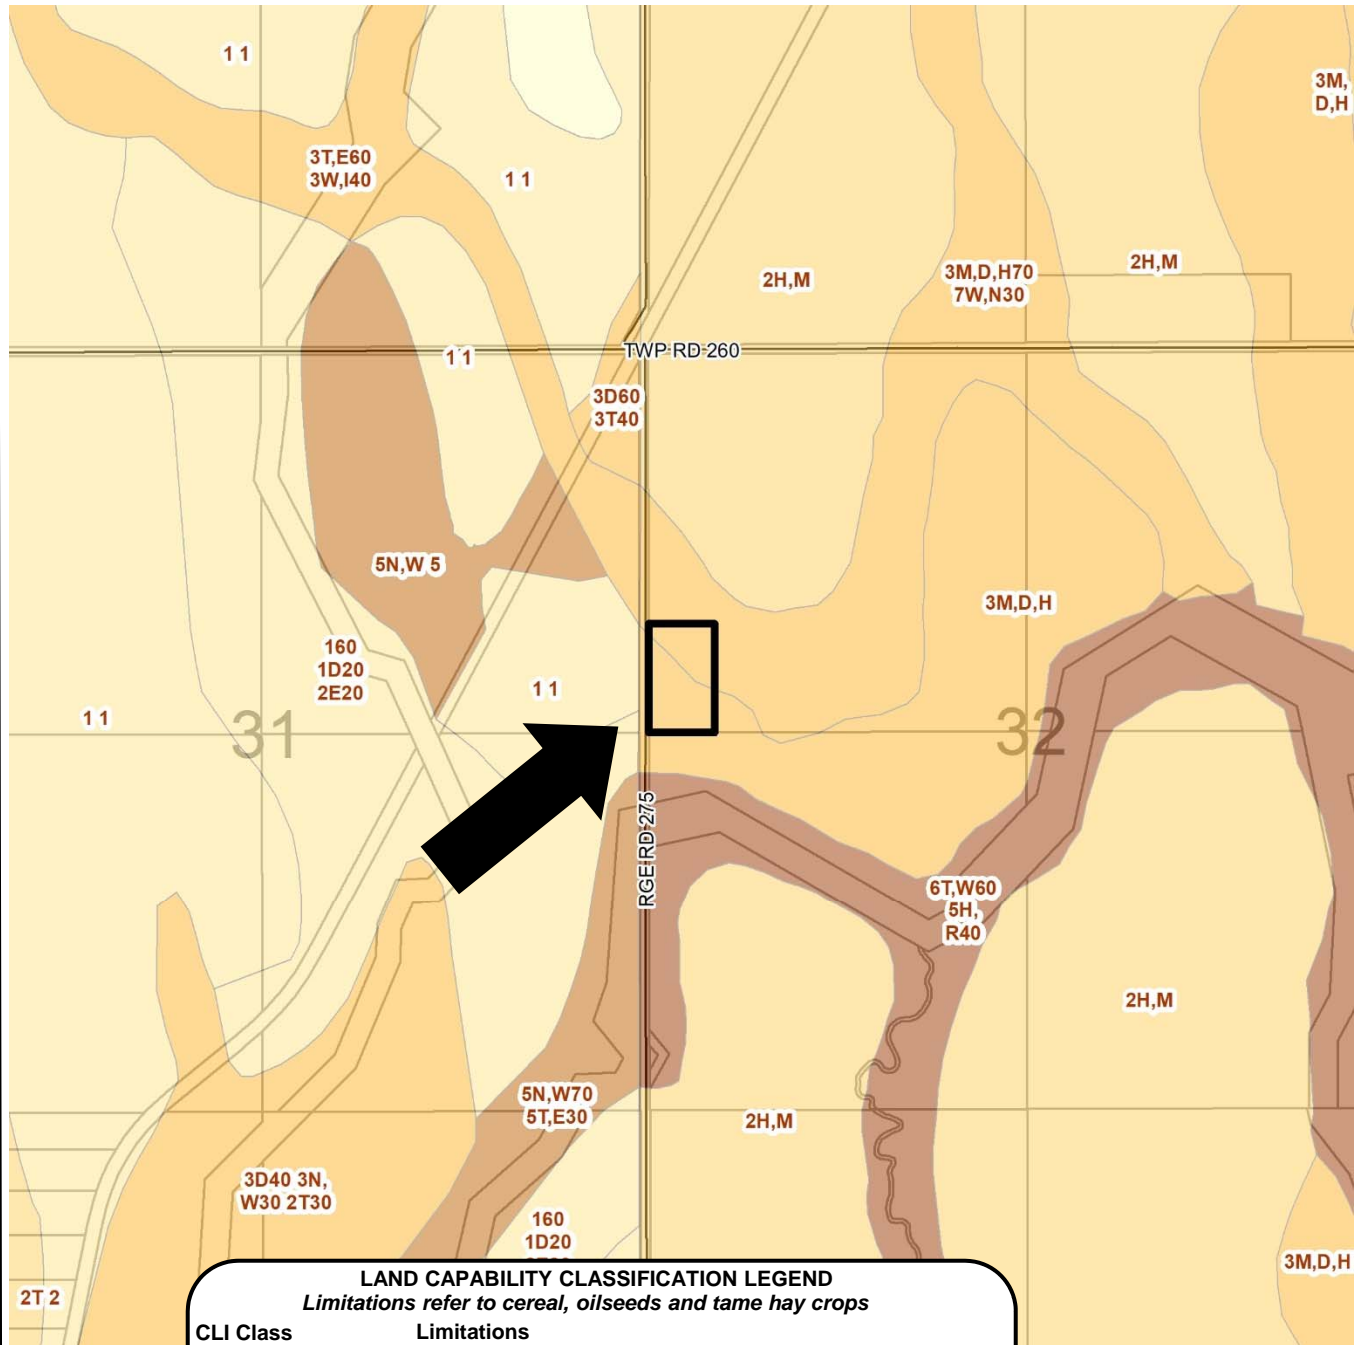 1 1
3M,
D,H
3T,E60
3W,I40
1 1
2H,M
3M,D,H70
7W,N30
2H,M
1 1
TWP RD 260
3D60
3T40
5N,W 5
3M,D,H
160
1D20
2E20
1 1
1 1
31
32
RGE RD 275
6T,W60
5H,
R40
2H,M
5N,W70
5T,E30
2H,M
3D40 3N,
W30 2T30
160
1D20
3M,D,H
2T 2
LAND CAPABILITY CLASSIFICATION LEGEND
Limitations refer to cereal, oilseeds and tame hay crops
CLI Class Limitations